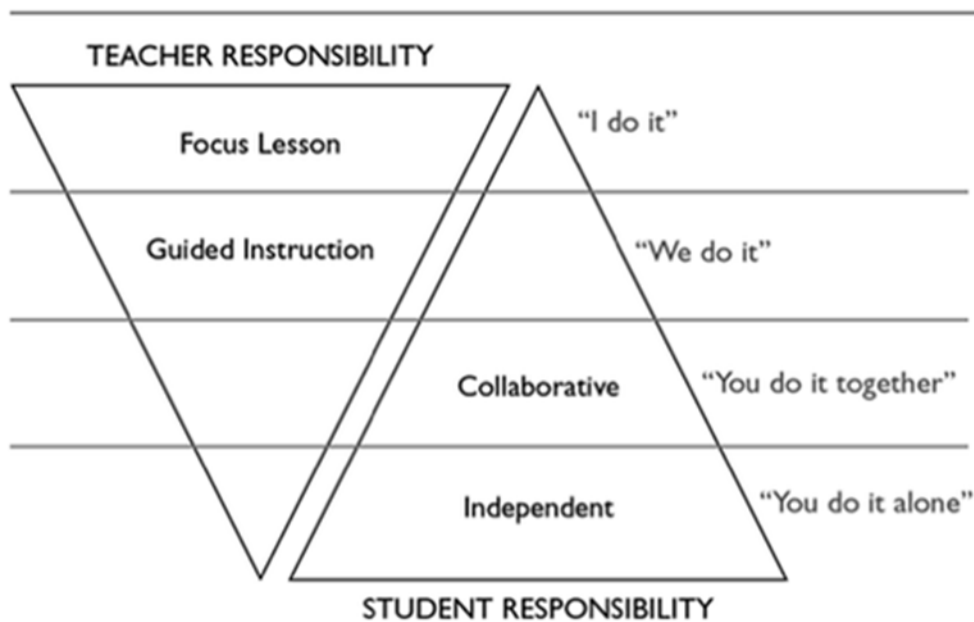 TEACHER RESPONSIBILITY
Focus Lesson
“I do it”
Guided Instruction
“We do it”
Collaborative
“You do it together”
Independent
“You do it alone”
STUDENT RESPONSIBILITY